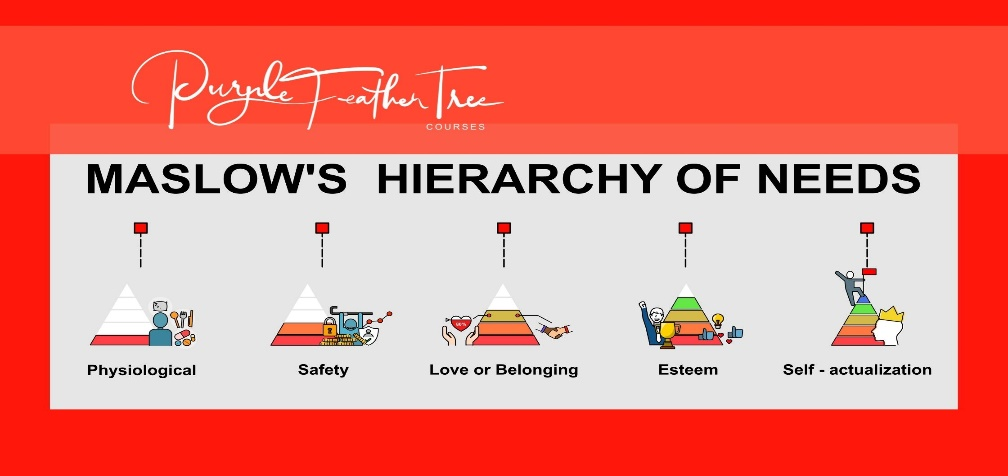 Purple Feather Tree
COURSES
MASLOW'S HIERARCHY OF NEEDS
Physiological
Safety
Love or Belonging
Esteem
Self - actualization